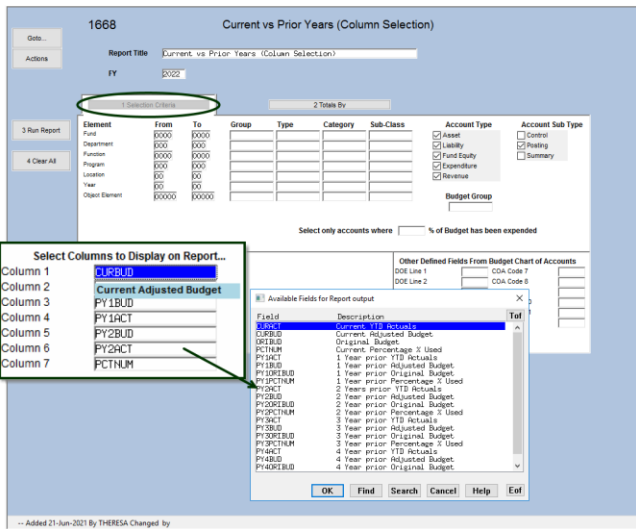 1668 Current vs Prior Years (Column Selection)
Goto...
Actions
Report Title Current vs Prior Years (Column Selection)
FY 2022
1 Selection Criteria 2 Totals By
3 Run Report
4 Clear All
Element From To Group Type Category Sub-Class Account Type Account Sub Type
Fund 0000 0000 Asset Control
Department 000 000 Liability Posting
Function 0000 0000 Fund Equity Summary
Program 000 000 Expenditure
Location 00 00 Revenue
Year 00 00
Object Element 00000 00000 Budget Group
Select only accounts where % of Budget has been expended
Select Columns to Display on Report...
Column 1 CURBUD
Column 2 Current Adjusted Budget
Column 3 PY1BUD
Column 4 PY1ACT
Column 5 PY2BUD
Column 6 PY2ACT
Column 7 PCTNUM
Other Defined Fields From Budget Chart of Accounts
DOE Line 1 COA Code 7
DOE Line 2 COA Code 8
Available Fields for Report output
Field Description Tof
CURACT Current YTD Actuals
CURBUD Current Adjusted Budget
ORIBUD Original Budget
PCTNUM Current Percentage % Used
PY1ACT 1 Year prior YTD Actuals
PY1BUD 1 Year prior Adjusted Budget
PY1ORIBUD 1 Year prior Original Budget
PY1PCTNUM 1 Year prior Percentage % Used
PY2ACT 2 Years prior YTD Actuals
PY2BUD 2 Year prior Adjusted Budget
PY2ORIBUD 2 Year prior Original Budget
PY2PCTNUM 2 Year prior Percentage % Used
PY3ACT 3 Year prior YTD Actuals
PY3BUD 3 Year prior Adjusted Budget
PY3ORIBUD 3 Year prior Original Budget
PY3PCTNUM 3 Year prior Percentage % Used
PY4ACT 4 Year prior YTD Actuals
PY4BUD 4 Year prior Adjusted Budget
PY4ORIBUD 4 Year prior Original Budget
OK Find Search Cancel Help Eof
-- Added 21-Jun-2021 By THERESA Changed by